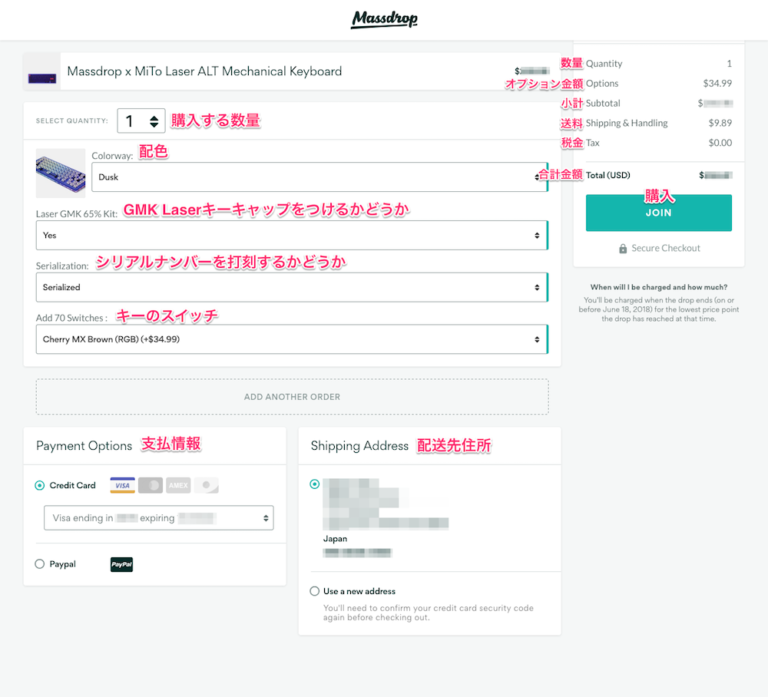 Massdrop
Massdrop x MiTo Laser ALT Mechanical Keyboard $
SELECT QUANTITY: 1 購入する数量
Colorway: 配色
Dusk
Laser GMK 65% Kit: GMK Laserキーキャップをつけるかどうか
Yes
Serialization: シリアルナンバーを打刻するかどうか
Serialized
Add 70 Switches : キーのスイッチ
Cherry MX Brown (RGB) (+$34.99)
ADD ANOTHER ORDER
Payment Options 支払情報
Credit Card VISA AMEX
Visa ending in expiring
Paypal PayPal
Shipping Address 配送先住所
Japan
Use a new address
You'll need to confirm your credit card security code
again before checking out.
数量 Quantity 1
オプション金額 Options $34.99
小計 Subtotal $
送料 Shipping & Handling $9.89
税金 Tax $0.00
合計金額 Total (USD) $
購入
JOIN
Secure Checkout
When will I be charged and how much?
You'll be charged when the drop ends (on or
before June 18, 2018) for the lowest price point
the drop has reached at that time.